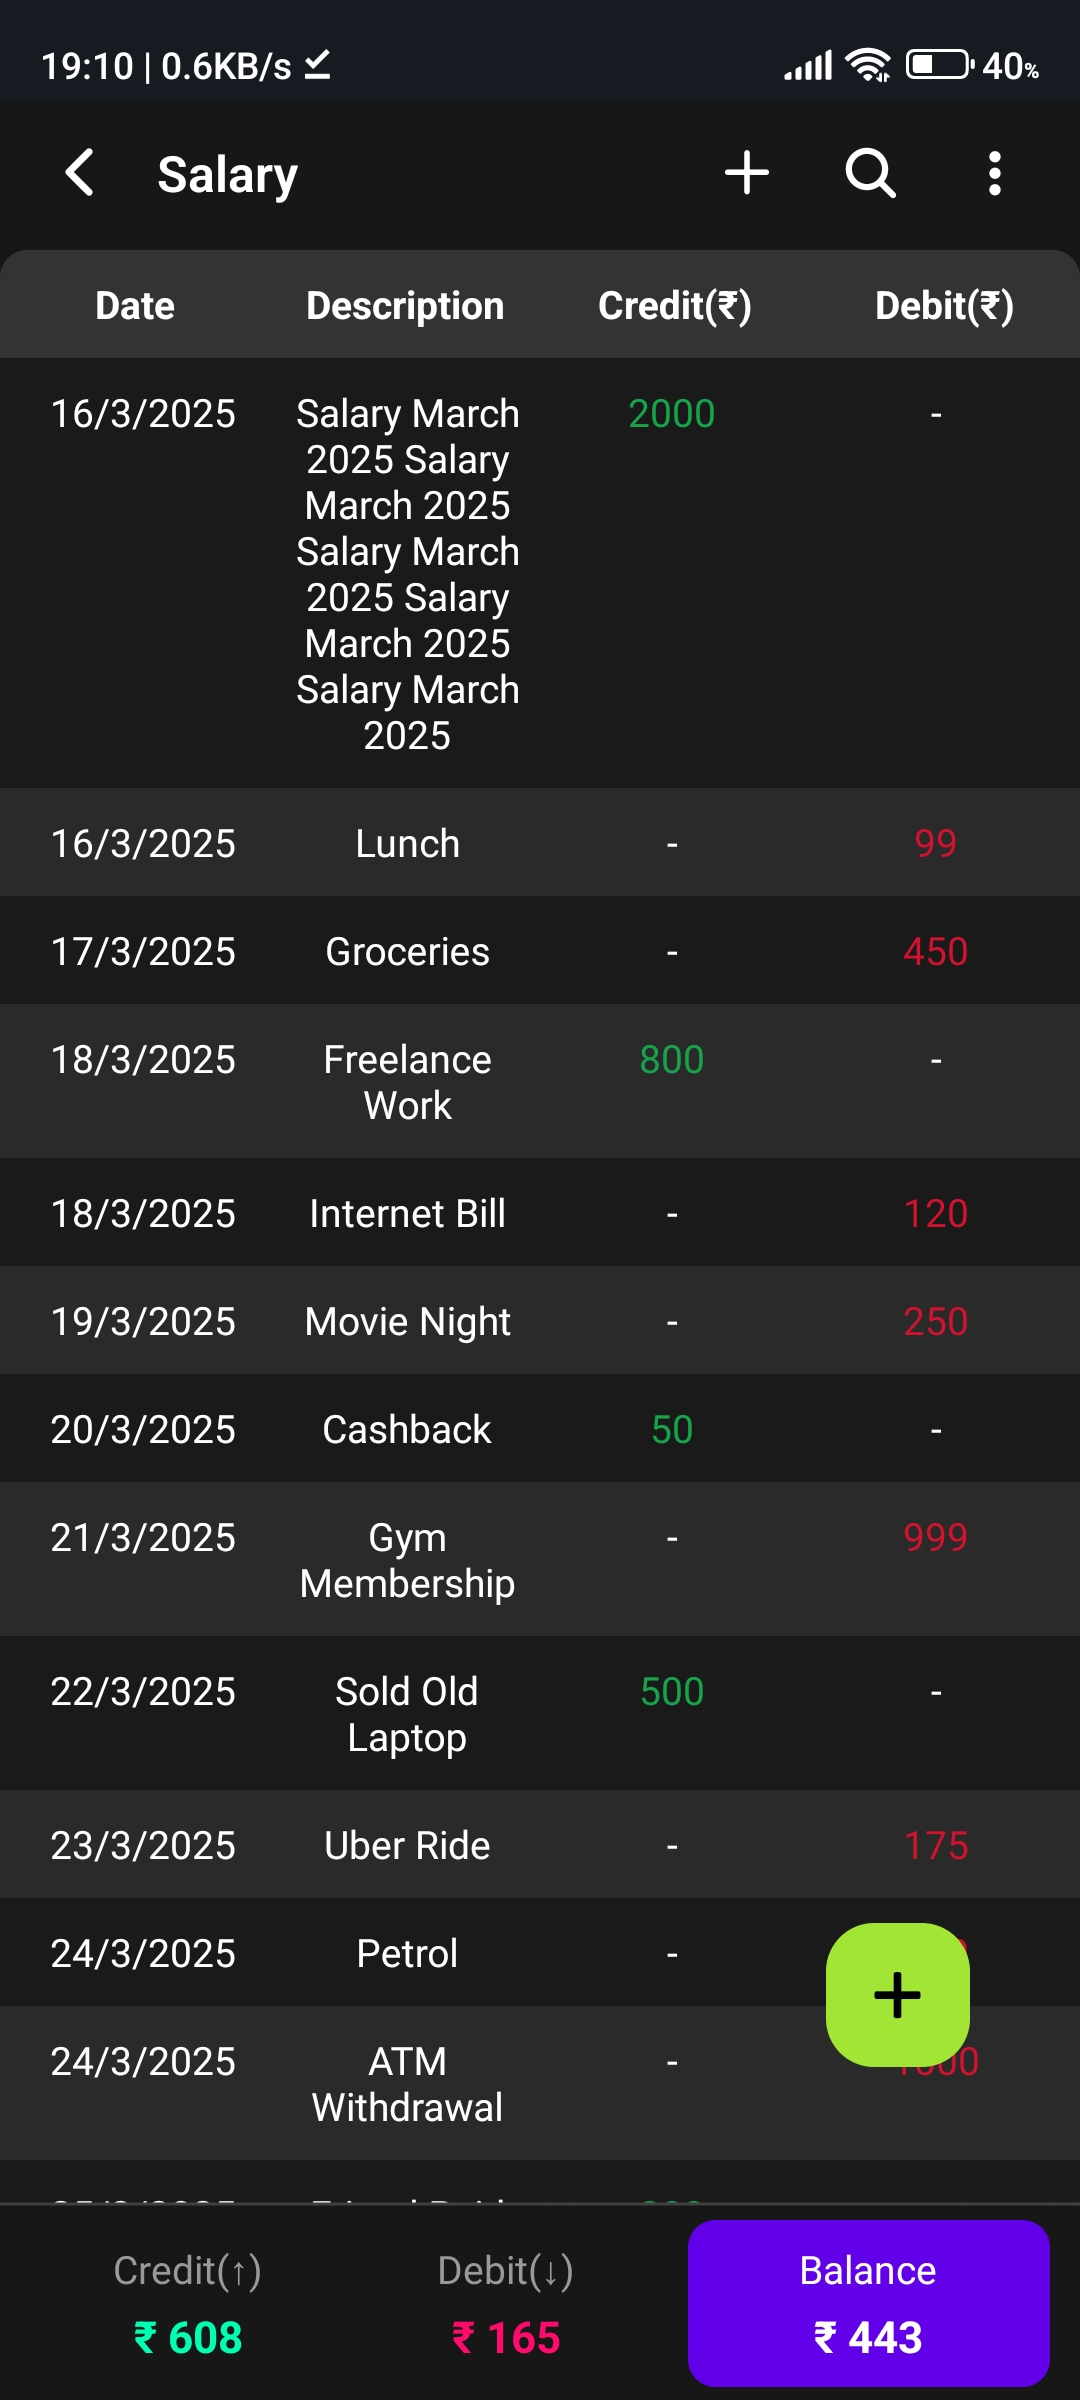 19:10 | 0.6KB/s
40%
Salary
Date Description Credit(₹) Debit(₹)
16/3/2025 Salary March 2000 -
2025 Salary
March 2025
Salary March
2025 Salary
March 2025
Salary March
2025
16/3/2025 Lunch - 99
17/3/2025 Groceries - 450
18/3/2025 Freelance 800 -
Work
18/3/2025 Internet Bill - 120
19/3/2025 Movie Night - 250
20/3/2025 Cashback 50 -
21/3/2025 Gym - 999
Membership
22/3/2025 Sold Old 500 -
Laptop
23/3/2025 Uber Ride - 175
24/3/2025 Petrol -
24/3/2025 ATM -
Withdrawal
Credit(↑) Debit(↓) Balance
₹ 608 ₹ 165 ₹ 443